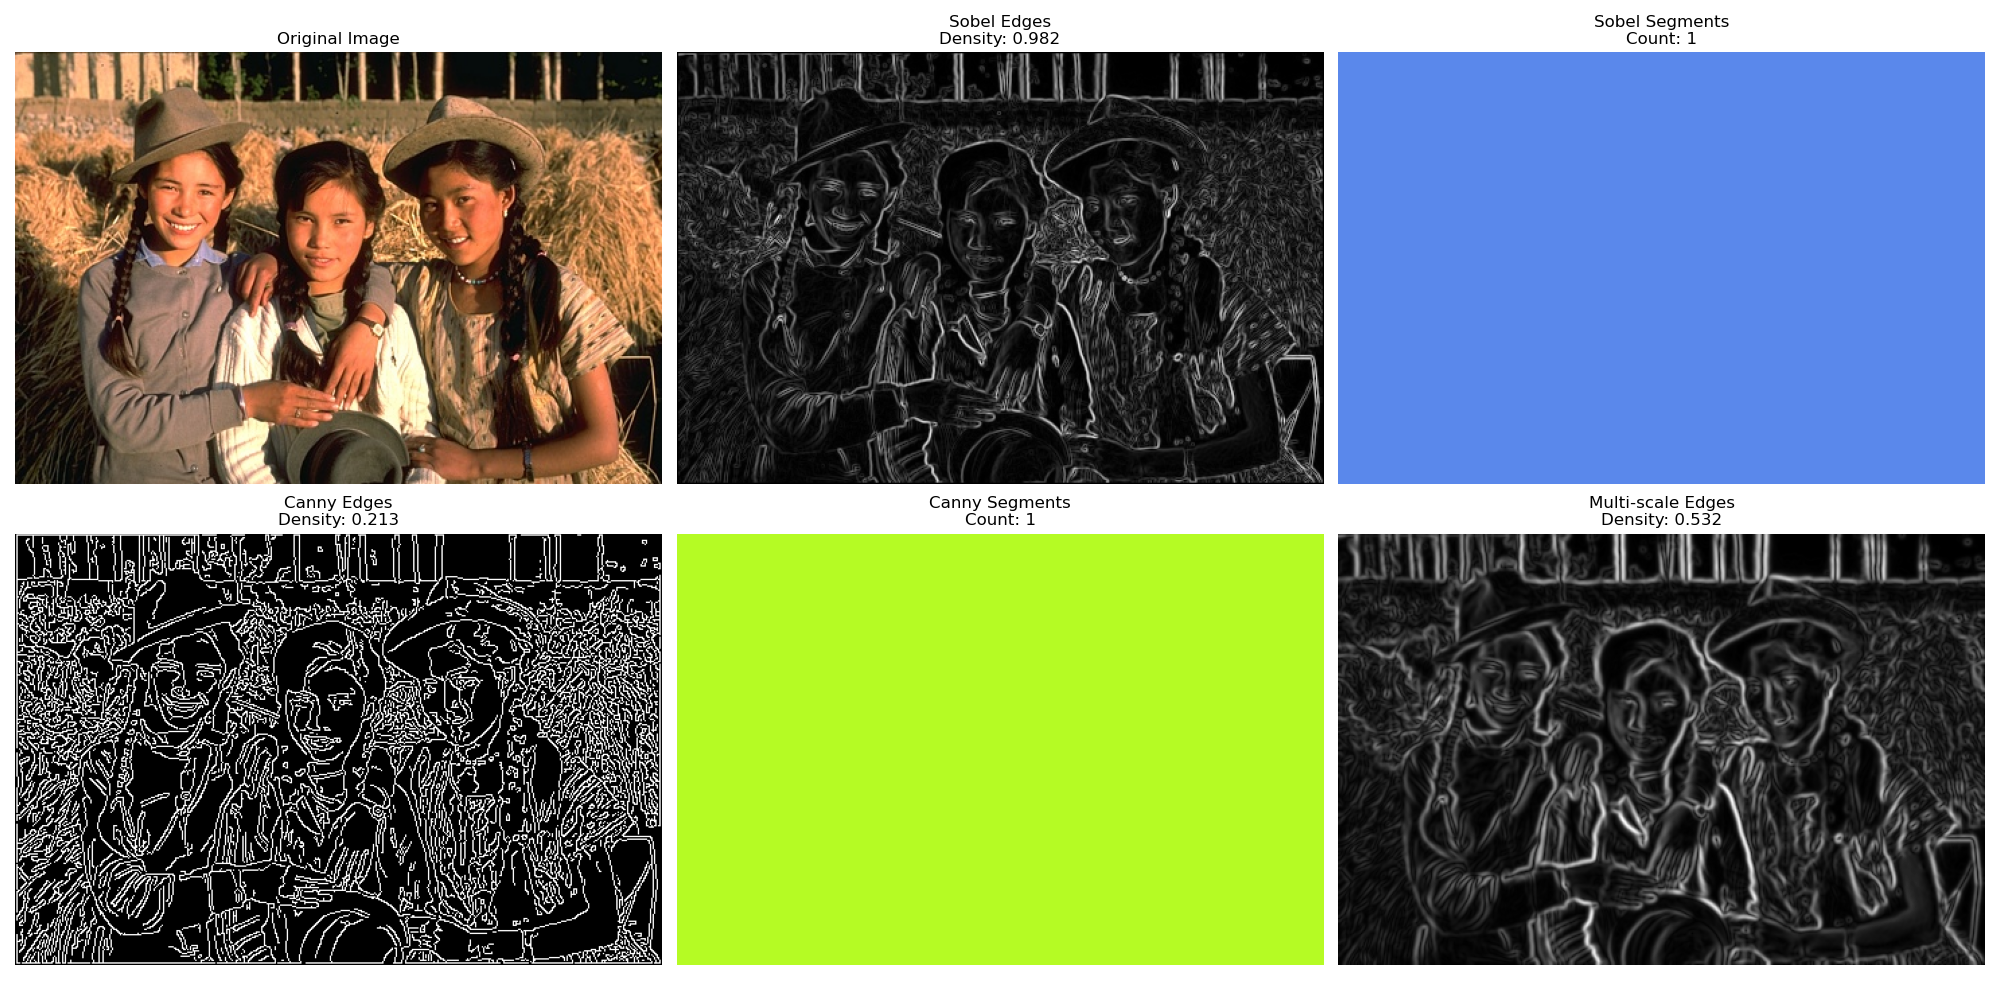 Original Image
Sobel Edges
Density: 0.982
Sobel Segments
Count: 1
Canny Edges
Density: 0.213
Canny Segments
Count: 1
Multi-scale Edges
Density: 0.532